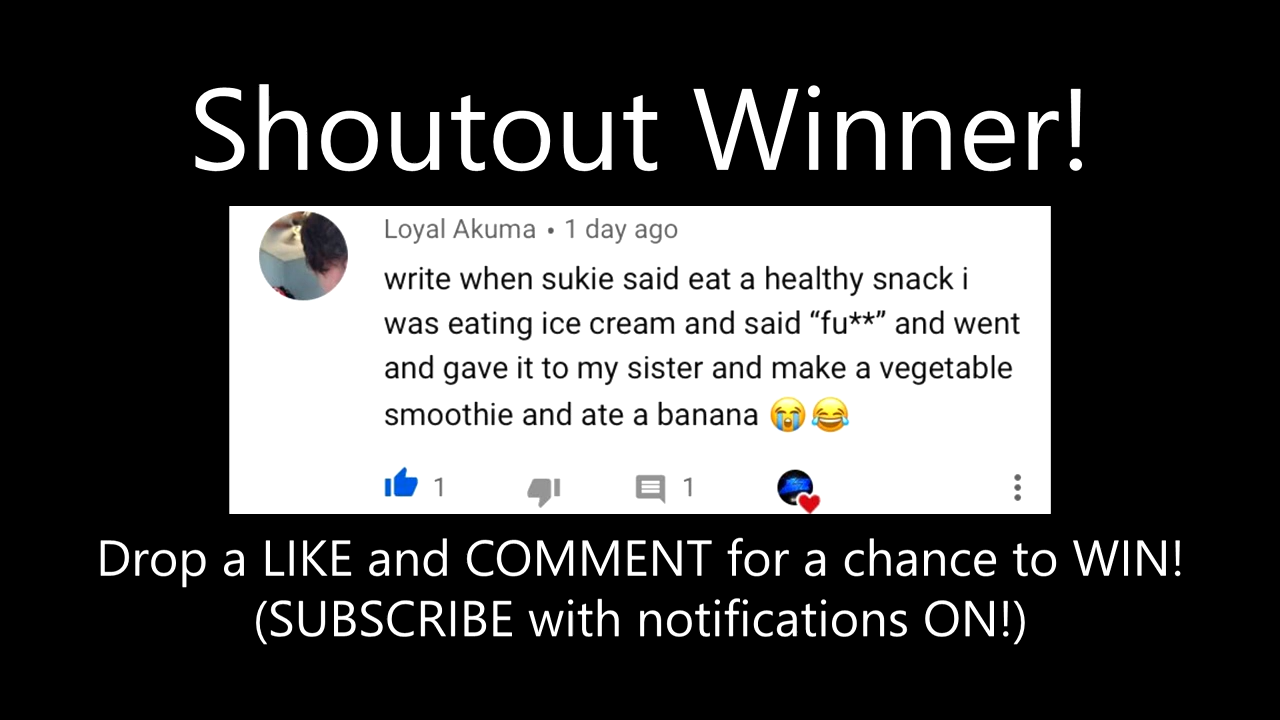 Shoutout Winner!
Loyal Akuma • 1 day ago
write when sukie said eat a healthy snack i
was eating ice cream and said “fu**” and went
and gave it to my sister and make a vegetable
smoothie and ate a banana 😭😂
1 1
Drop a LIKE and COMMENT for a chance to WIN!
(SUBSCRIBE with notifications ON!)